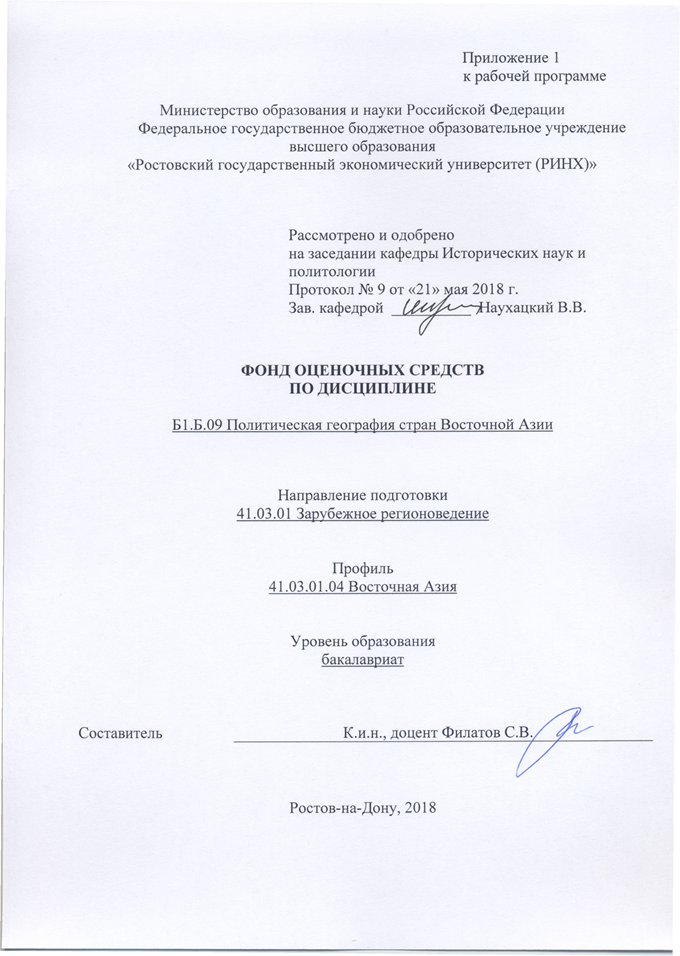 Приложение 1
к рабочей программе
Министерство образования и науки Российской Федерации
Федеральное государственное бюджетное образовательное учреждение
высшего образования
«Ростовский государственный экономический университет (РИНХ)»
Рассмотрено и одобрено
на заседании кафедры Исторических наук и
политологии
Протокол № 9 от «21» мая 2018 г.
Зав. кафедрой __________ Наухацкий В.В.
ФОНД ОЦЕНОЧНЫХ СРЕДСТВ
ПО ДИСЦИПЛИНЕ
Б1.Б.09 Политическая география стран Восточной Азии
Направление подготовки
41.03.01 Зарубежное регионоведение
Профиль
41.03.01.04 Восточная Азия
Уровень образования
бакалавриат
Составитель К.и.н., доцент Филатов С.В.
Ростов-на-Дону, 2018